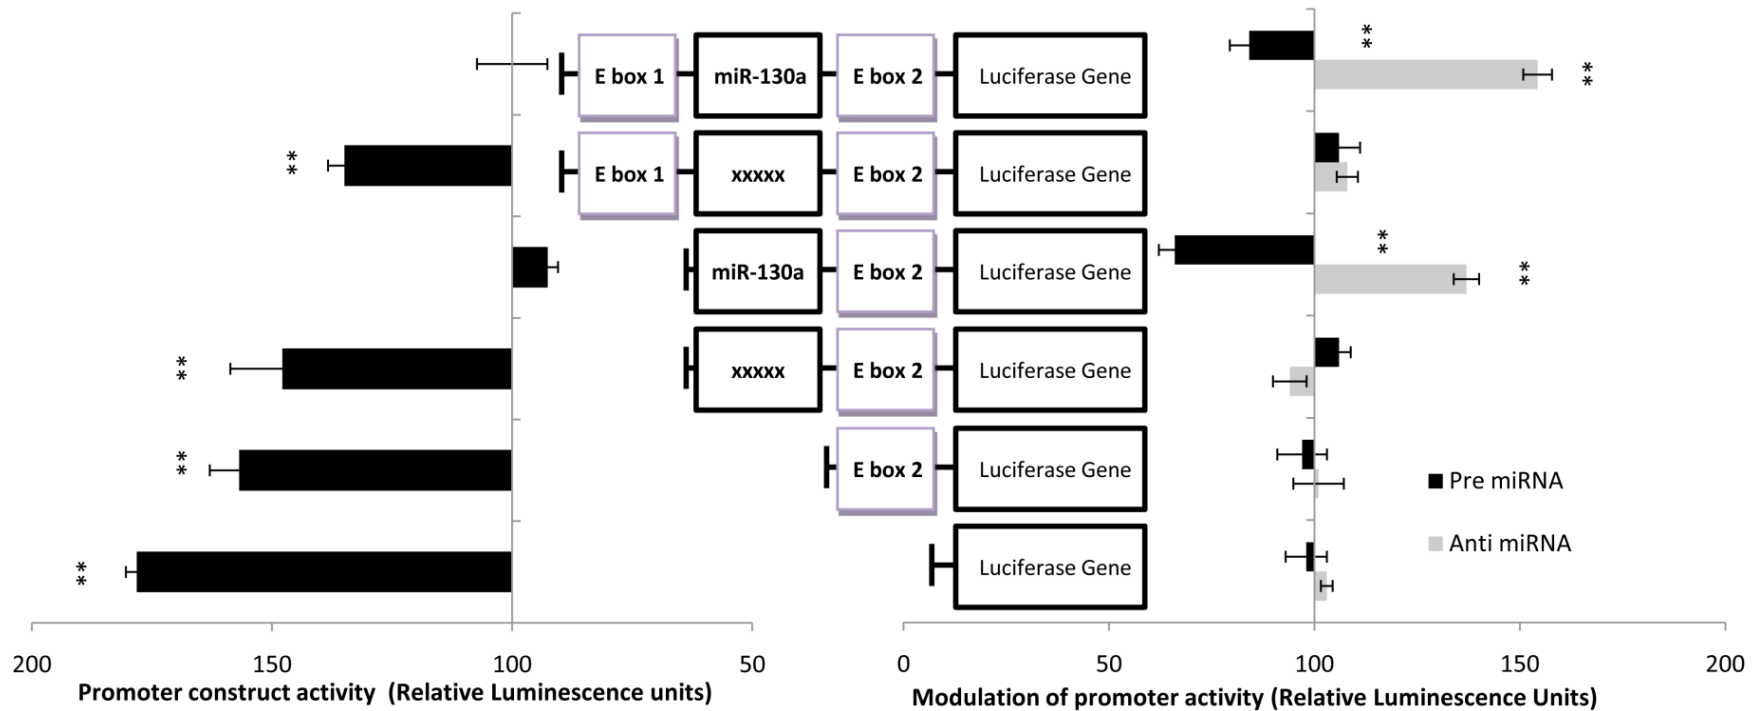 **
E box 1 miR-130a E box 2 Luciferase Gene
**
** E box 1 xxxxx E box 2 Luciferase Gene
**
miR-130a E box 2 Luciferase Gene
**
** xxxxx E box 2 Luciferase Gene
** E box 2 Luciferase Gene
Pre miRNA
Anti miRNA
** Luciferase Gene
200 150 100 50 0 50 100 150 200
Promoter construct activity (Relative Luminescence units)
Modulation of promoter activity (Relative Luminescence Units)